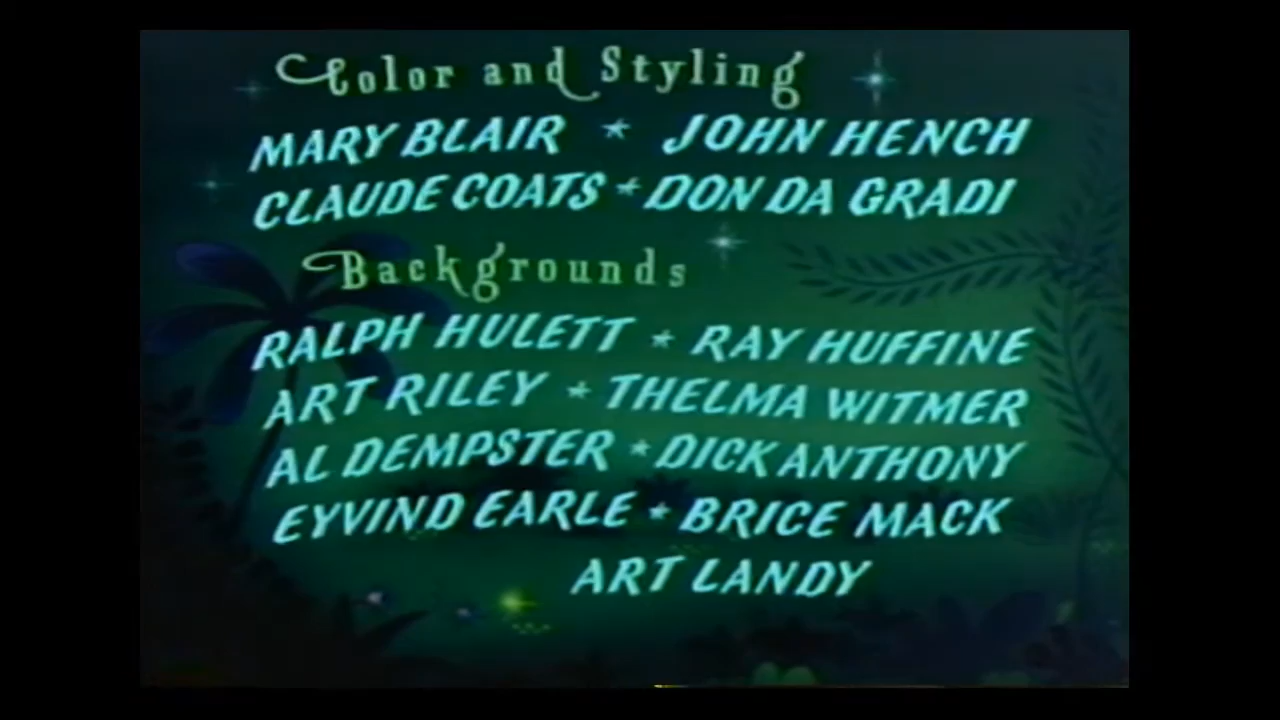 Color and Styling
MARY BLAIR * JOHN HENCH
CLAUDE COATS * DON DA GRADI
Backgrounds
RALPH HULETT * RAY HUFFINE
ART RILEY * THELMA WITMER
AL DEMPSTER * DICK ANTHONY
EYVIND EARLE * BRICE MACK
ART LANDY